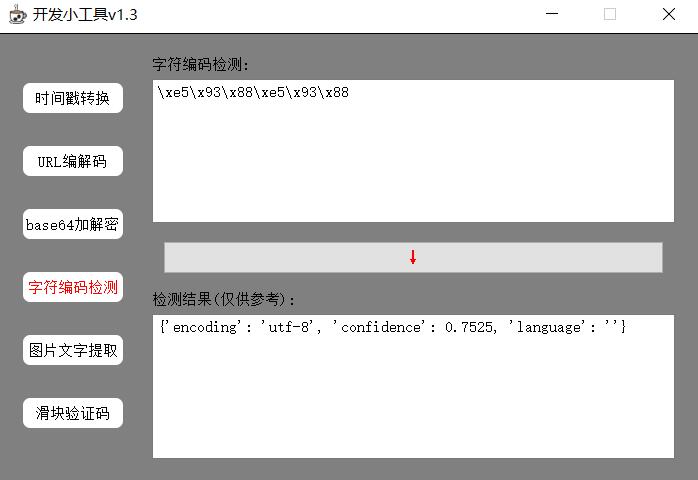 开发小工具v1.3
字符编码检测:
\xe5\x93\x88\xe5\x93\x88
时间戳转换
URL编解码
base64加解密
字符编码检测
图片文字提取
滑块验证码
↓
检测结果(仅供参考):
{'encoding': 'utf-8', 'confidence': 0.7525, 'language': ''}